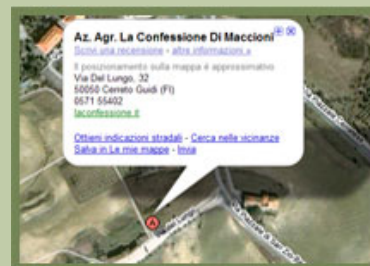 Az. Agr. La Confessione Di Maccioni
Scrivi una recensione - altre informazioni »
Il posizionamento sulla mappa è approssimativo
Via Del Lungo, 32
50050 Cerreto Guidi (FI)
0571 55402
laconfessione.it
Ottieni indicazioni stradali - Cerca nelle vicinanze
Salva in Le mie mappe - Invia
A
Lungo